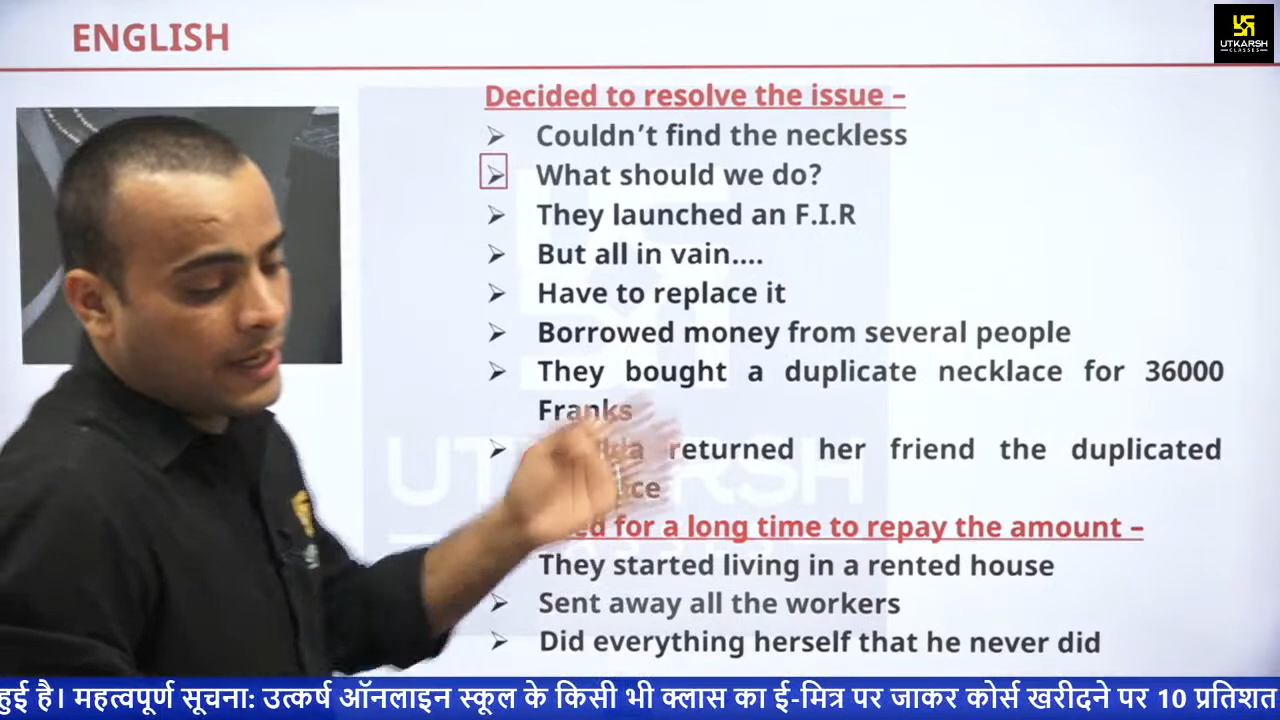 ENGLISH
UTKARSH
CLASSES
Decided to resolve the issue –
➢ Couldn’t find the neckless
➢ What should we do?
➢ They launched an F.I.R
➢ But all in vain....
➢ Have to replace it
➢ Borrowed money from several people
➢ They bought a duplicate necklace for 36000
Franks
➢ returned her friend the duplicated
for a long time to repay the amount –
They started living in a rented house
➢ Sent away all the workers
➢ Did everything herself that he never did
हुई है। महत्वपूर्ण सूचना: उत्कर्ष ऑनलाइन स्कूल के किसी भी क्लास का ई-मित्र पर जाकर कोर्स खरीदने पर 10 प्रतिशत